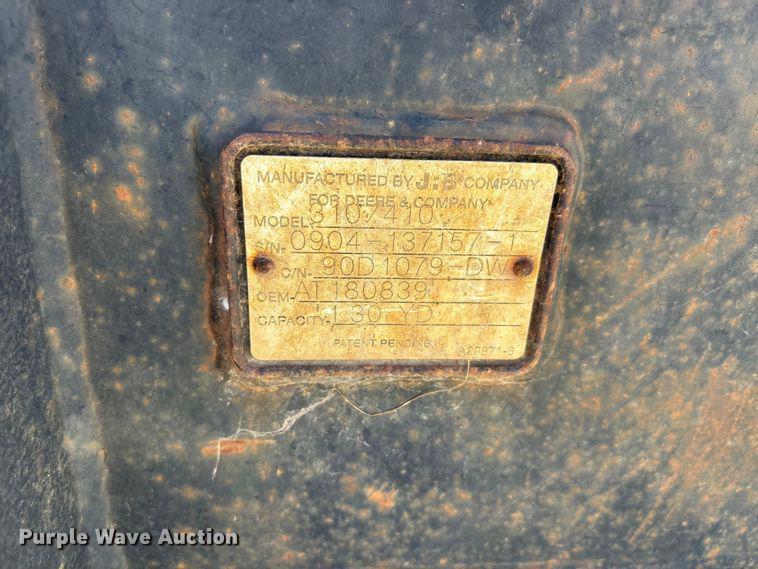 MANUFACTURED BY J.B COMPANY
FOR DEERE & COMPANY
MODEL- 310/410
S/N- 0904-137157-1
C/N- 90D1079-DW
OEM- AT180839
CAPACITY- 1.30 YD
PATENT PENDING
Purple Wave Auction